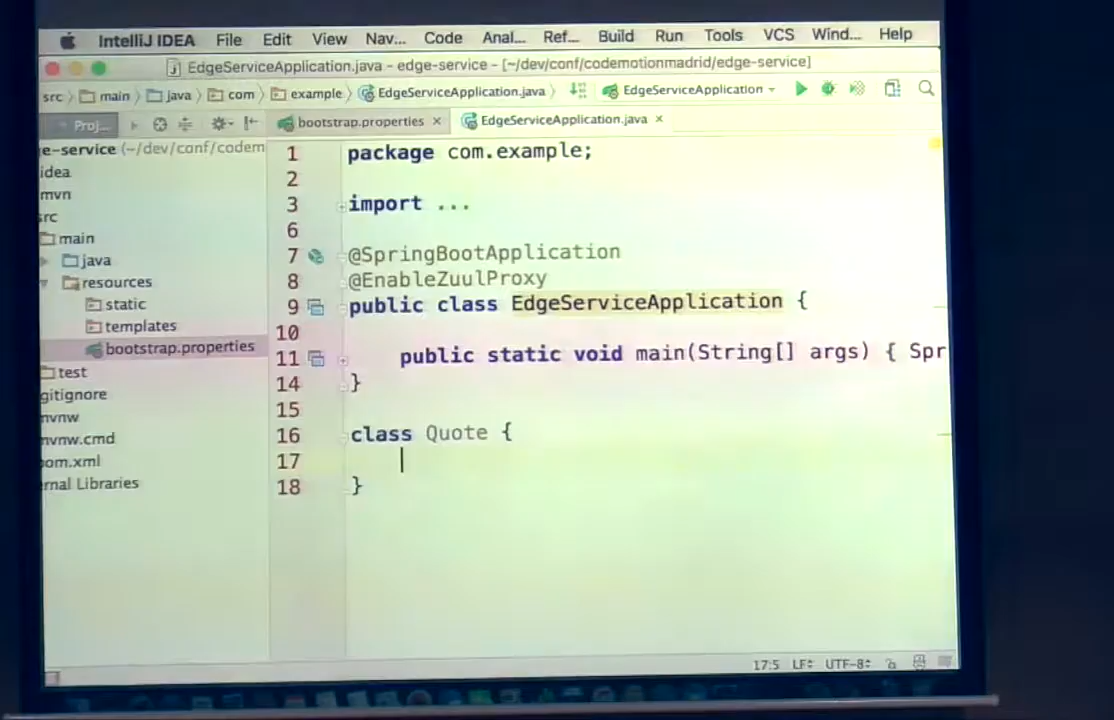 IntelliJ IDEA File Edit View Nav... Code Anal... Ref... Build Run Tools VCS Wind... Help
EdgeServiceApplication.java - edge-service - [~/dev/conf/codemotionmadrid/edge-service]
src main java com example EdgeServiceApplication.java EdgeServiceApplication
Proj... bootstrap.properties × EdgeServiceApplication.java ×
e-service (~/dev/conf/codem
idea
mvn
src
main
java
resources
static
templates
bootstrap.properties
test
gitignore
mvnw
mvnw.cmd
pom.xml
rnal Libraries
1 package com.example;
2
3 import ...
6
7 @SpringBootApplication
8 @EnableZuulProxy
9 public class EdgeServiceApplication {
10
11 public static void main(String[] args) { Spr
14 }
15
16 class Quote {
17
18 }
17:5 LF UTF-8